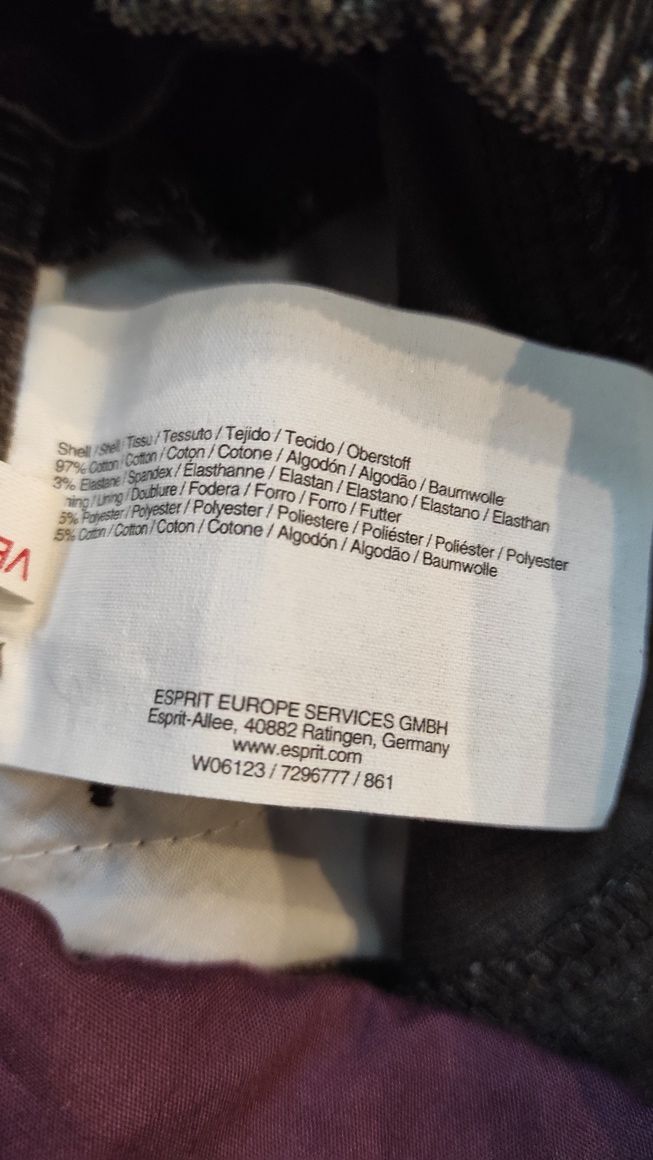 Shell / Shell / Tissu / Tessuto / Tejido / Tecido / Oberstoff
97% Cotton / Cotton / Coton / Cotone / Algodón / Algodão / Baumwolle
3% Elastane / Spandex / Élasthanne / Elastan / Elastano / Elastano / Elasthan
ning / Lining / Doublure / Fodera / Forro / Forro / Futter
5% Polyester / Polyester / Polyester / Poliestere / Poliéster / Poliéster / Polyester
5% Cotton / Cotton / Coton / Cotone / Algodón / Algodão / Baumwolle
ESPRIT EUROPE SERVICES GMBH
Esprit-Allee, 40882 Ratingen, Germany
www.esprit.com
W06123 / 7296777 / 861